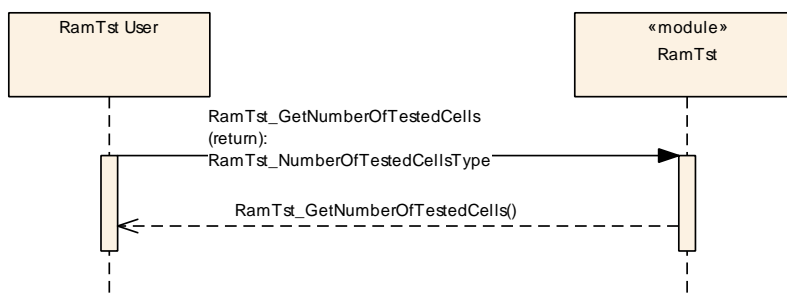 RamTst User
«module»
RamTst
RamTst_GetNumberOfTestedCells
(return):
RamTst_NumberOfTestedCellsType
RamTst_GetNumberOfTestedCells()